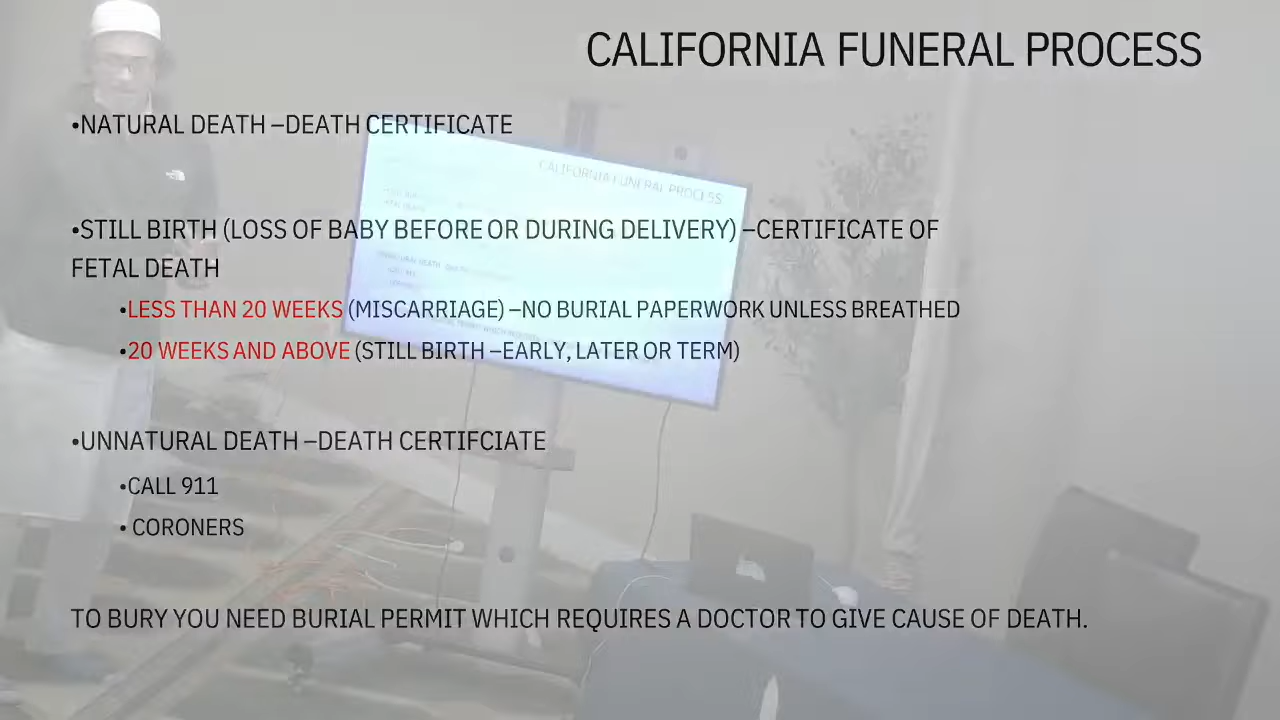 CALIFORNIA FUNERAL PROCESS
•NATURAL DEATH –DEATH CERTIFICATE
•STILL BIRTH (LOSS OF BABY BEFORE OR DURING DELIVERY) –CERTIFICATE OF
FETAL DEATH
•LESS THAN 20 WEEKS (MISCARRIAGE) –NO BURIAL PAPERWORK UNLESS BREATHED
•20 WEEKS AND ABOVE (STILL BIRTH –EARLY, LATER OR TERM)
•UNNATURAL DEATH –DEATH CERTIFCIATE
•CALL 911
• CORONERS
TO BURY YOU NEED BURIAL PERMIT WHICH REQUIRES A DOCTOR TO GIVE CAUSE OF DEATH.
CALIFORNIA FUNERAL PROCESS